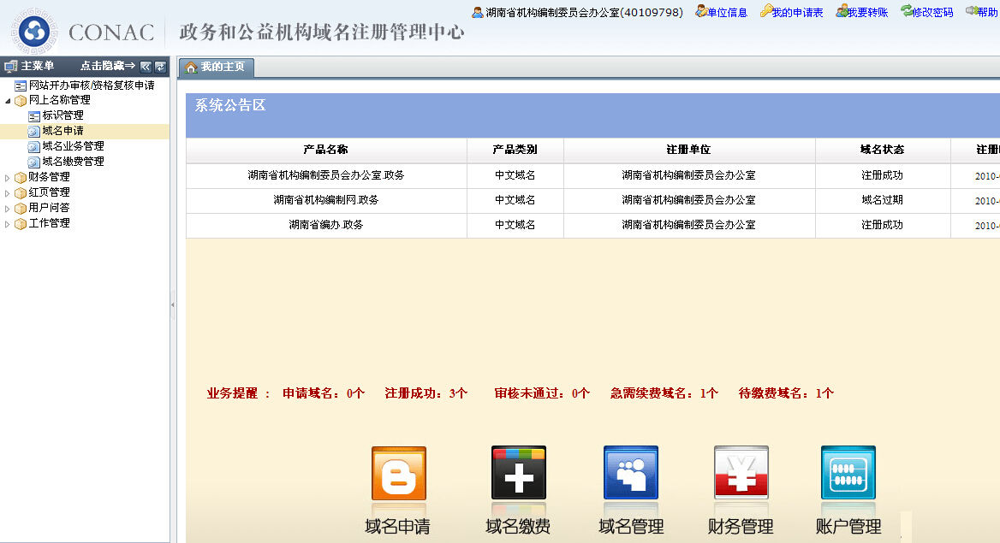 湖南省机构编制委员会办公室(40109798) 单位信息 我的申请表 我要转账 修改密码 帮助
CONAC 政务和公益机构域名注册管理中心
主菜单 点击隐藏⇒
我的主页
网站开办审核/资格复核申请
网上名称管理
标识管理
域名申请
域名业务管理
域名缴费管理
财务管理
红页管理
用户问答
工作管理
系统公告区
产品名称 产品类别 注册单位 域名状态 注册
湖南省机构编制委员会办公室.政务 中文域名 湖南省机构编制委员会办公室 注册成功 2010-
湖南省机构编制网.政务 中文域名 湖南省机构编制委员会办公室 域名过期 2010-
湖南省编办.政务 中文域名 湖南省机构编制委员会办公室 注册成功 2010-
业务提醒 : 申请域名: 0个 注册成功: 3个 审核未通过: 0个 急需续费域名: 1个 待缴费域名: 1个
域名申请 域名缴费 域名管理 财务管理 账户管理